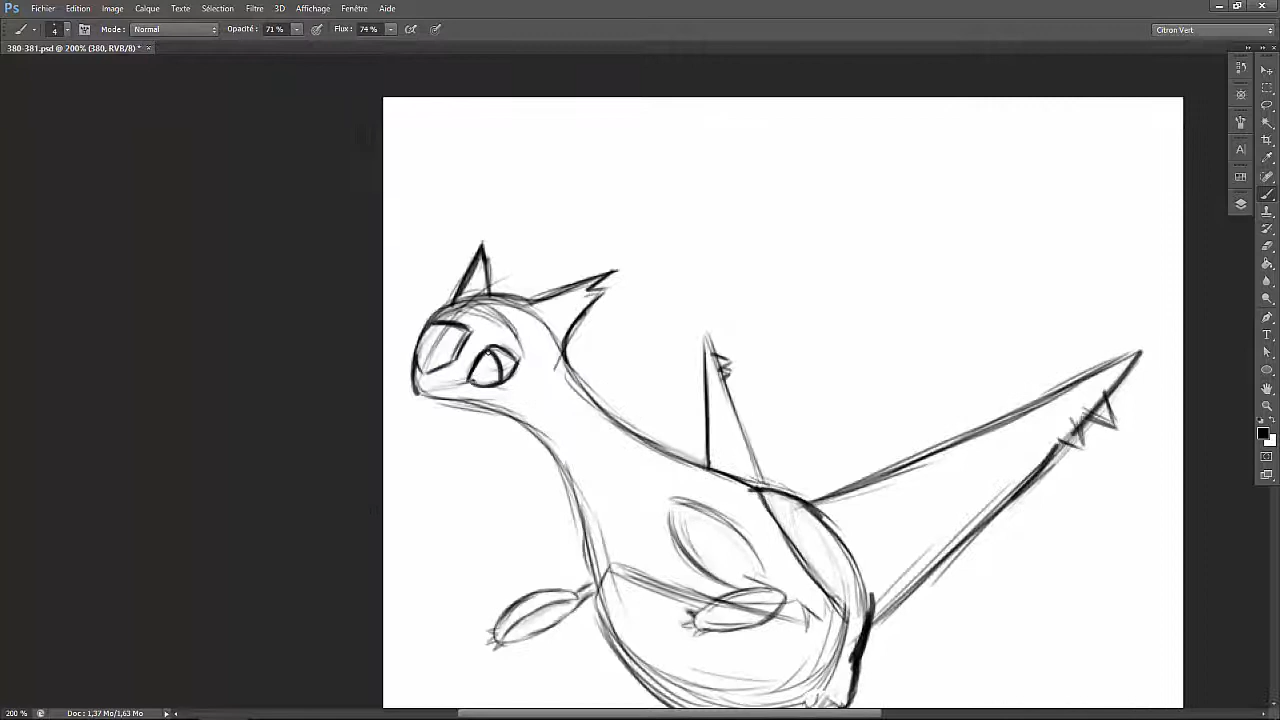 Ps Fichier Edition Image Calque Texte Sélection Filtre 3D Affichage Fenêtre Aide
4 Mode : Normal Opacité : 71 % Flux : 74 % Citron Vert
380-381.psd @ 200% (380, RVB/8) * ×
200 % Doc : 1,37 Mo/1,63 Mo